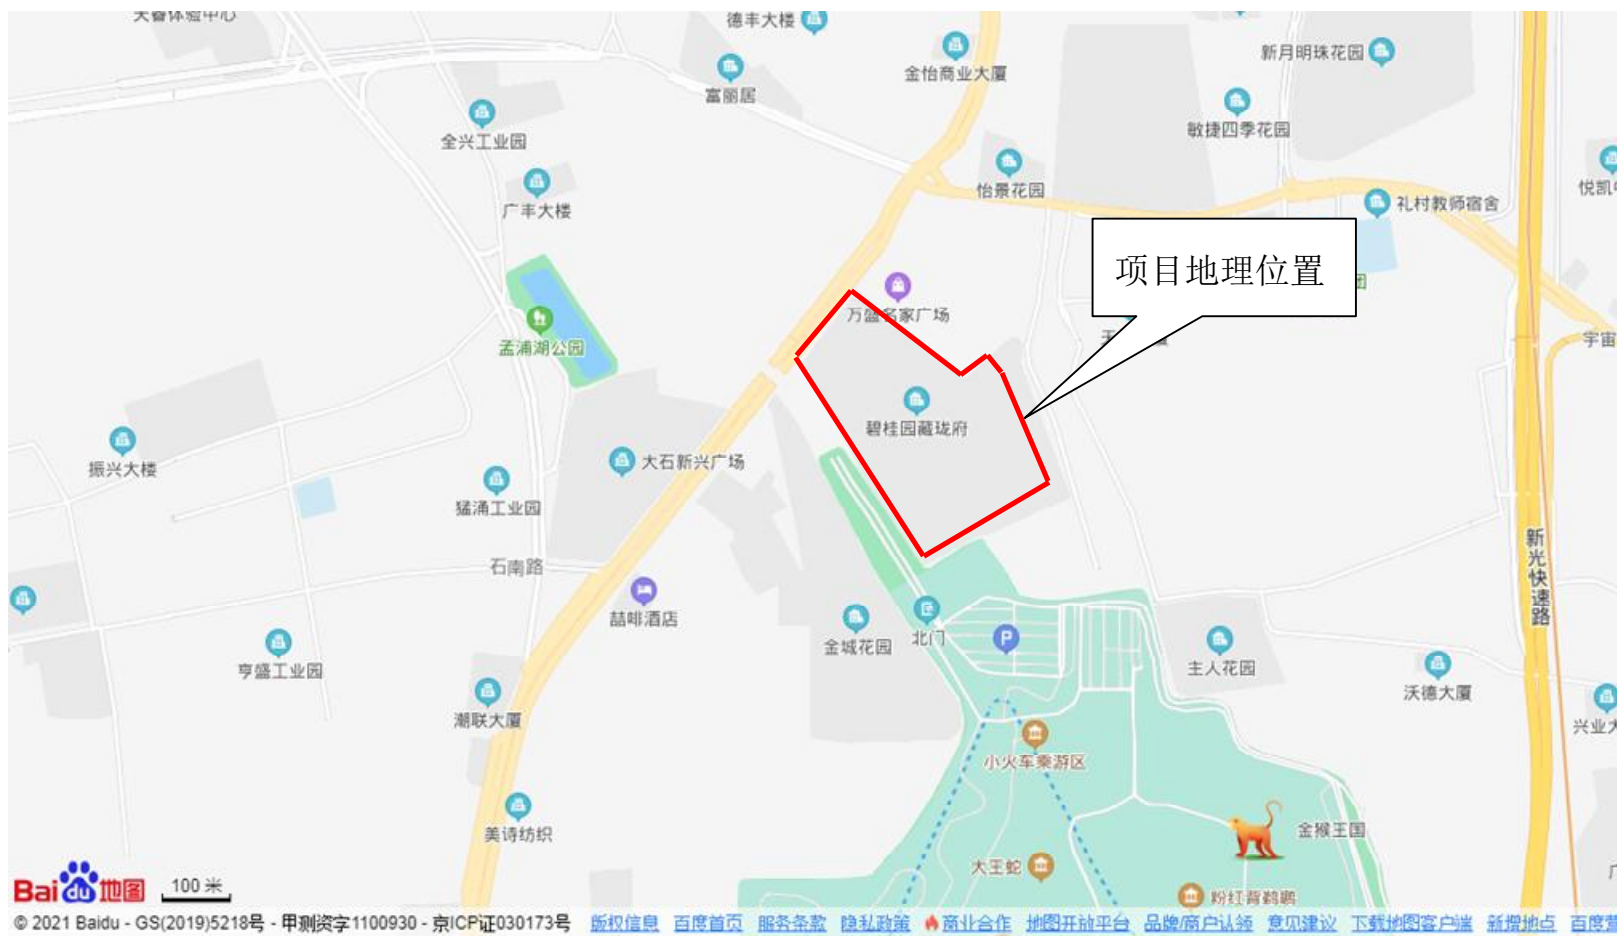 天睿体验中心
德丰大楼
金怡商业大厦
新月明珠花园
富丽居
敏捷四季花园
全兴工业园
怡景花园
悦凯
广丰大楼
礼村教师宿舍
项目地理位置
万盛名家广场
孟浦湖公园
宇宙
碧桂园藏珑府
大石新兴广场
振兴大楼
猛涌工业园
石南路
新光快速路
喆啡酒店
金城花园
北门
P
主人花园
亨盛工业园
沃德大厦
潮联大厦
兴业大
小火车乘游区
美诗纺织
金猴王国
大王蛇
粉红背鹈鹕
Bai du 地图
100 米
© 2021 Baidu - GS(2019)5218号 - 甲测资字1100930 - 京ICP证030173号 版权信息 百度首页 服务条款 隐私政策 商业合作 地图开放平台 品牌/商户认领 意见建议 下载地图客户端 新增地点 百度营